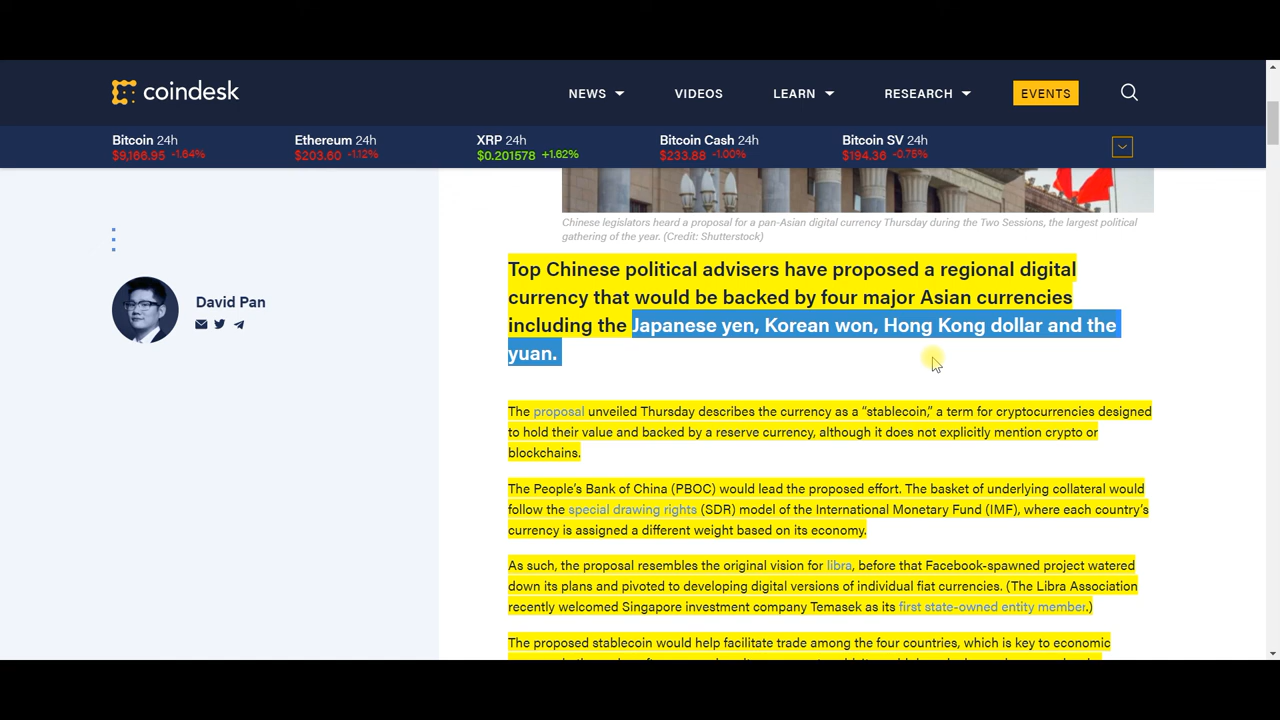 coindesk
NEWS VIDEOS LEARN RESEARCH EVENTS
Bitcoin 24h Ethereum 24h XRP 24h Bitcoin Cash 24h Bitcoin SV 24h
$9,166.95 -1.64% $203.60 -1.12% $0.201578 +1.62% $233.88 -1.00% $194.36 -0.75%
Chinese legislators heard a proposal for a pan-Asian digital currency Thursday during the Two Sessions, the largest political
gathering of the year. (Credit: Shutterstock)
David Pan
Top Chinese political advisers have proposed a regional digital
currency that would be backed by four major Asian currencies
including the Japanese yen, Korean won, Hong Kong dollar and the
yuan.
The proposal unveiled Thursday describes the currency as a “stablecoin,” a term for cryptocurrencies designed
to hold their value and backed by a reserve currency, although it does not explicitly mention crypto or
blockchains.
The People’s Bank of China (PBOC) would lead the proposed effort. The basket of underlying collateral would
follow the special drawing rights (SDR) model of the International Monetary Fund (IMF), where each country’s
currency is assigned a different weight based on its economy.
As such, the proposal resembles the original vision for libra, before that Facebook-spawned project watered
down its plans and pivoted to developing digital versions of individual fiat currencies. (The Libra Association
recently welcomed Singapore investment company Temasek as its first state-owned entity member.)
The proposed stablecoin would help facilitate trade among the four countries, which is key to economic